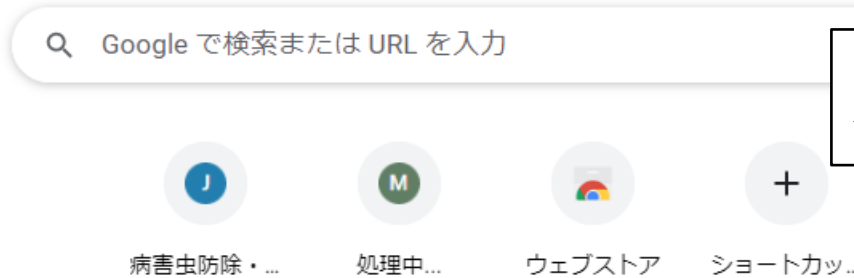 Google で検索または URL を入力
J
M
病害虫防除・...
処理中...
ウェブストア
ショートカッ...